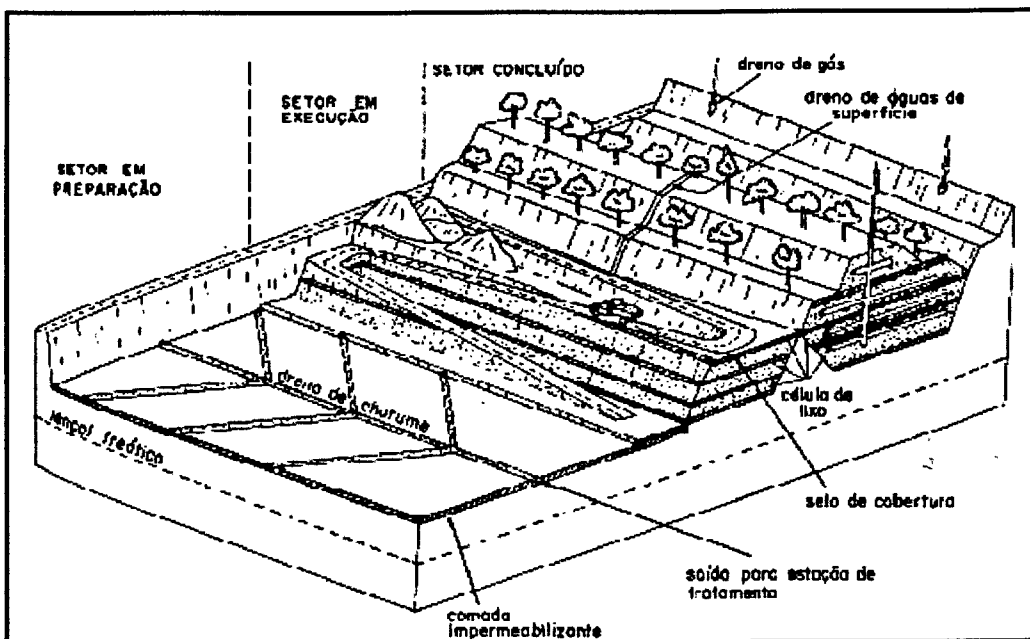 SETOR CONCLUÍDO
dreno de gás
SETOR EM
EXECUÇÃO
dreno de águas de
superfície
SETOR EM
PREPARAÇÃO
dreno de
chorume
célula de
lixo
lençol freático
selo de cobertura
saída para estação de
tratamento
camada
impermeabilizante